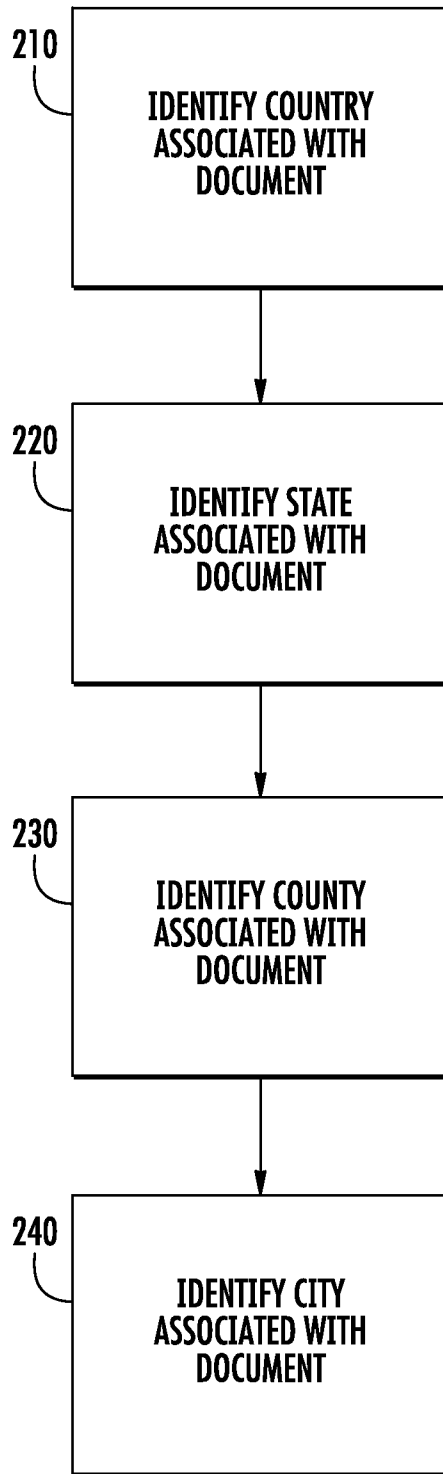 210
IDENTIFY COUNTRY
ASSOCIATED WITH
DOCUMENT
220
IDENTIFY STATE
ASSOCIATED WITH
DOCUMENT
230
IDENTIFY COUNTY
ASSOCIATED WITH
DOCUMENT
240
IDENTIFY CITY
ASSOCIATED WITH
DOCUMENT